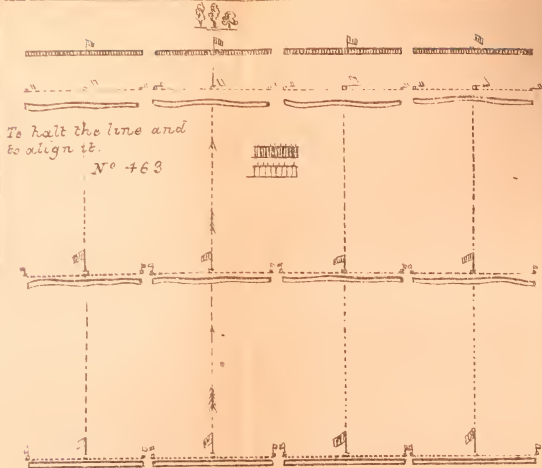 To halt the line and
to align it.
No 463